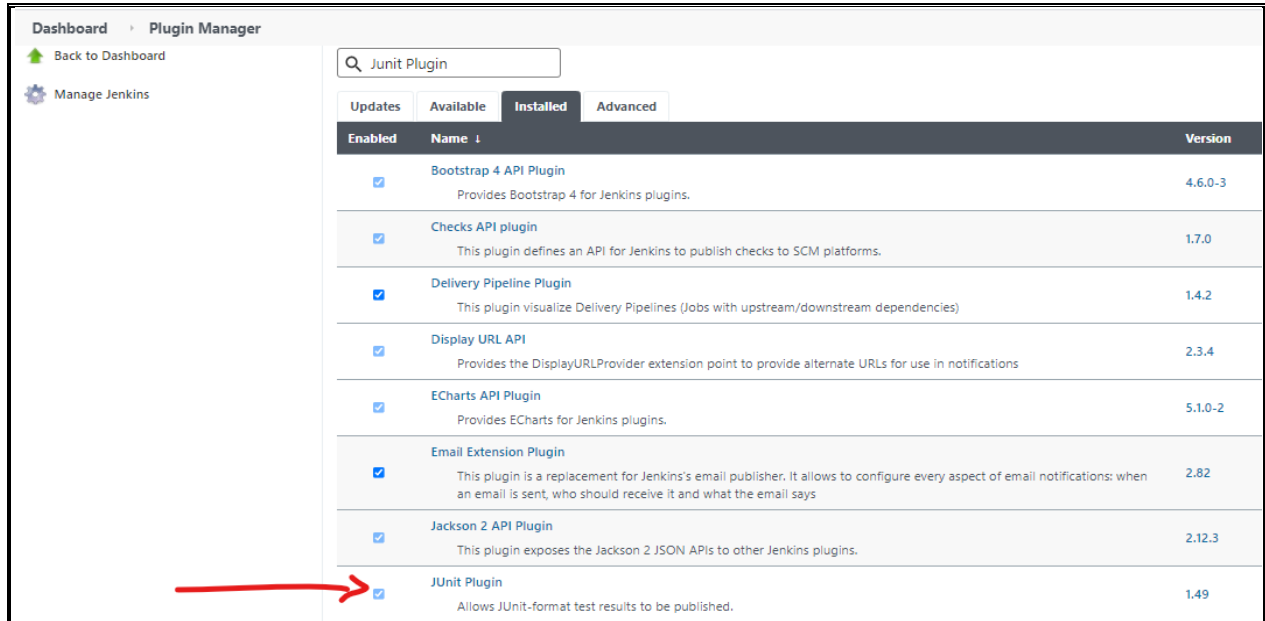 Dashboard › Plugin Manager
Back to Dashboard
Manage Jenkins
Junit Plugin
Updates Available Installed Advanced
Enabled Name ↓ Version
Bootstrap 4 API Plugin
Provides Bootstrap 4 for Jenkins plugins.
4.6.0-3
Checks API plugin
This plugin defines an API for Jenkins to publish checks to SCM platforms.
1.7.0
Delivery Pipeline Plugin
This plugin visualize Delivery Pipelines (Jobs with upstream/downstream dependencies)
1.4.2
Display URL API
Provides the DisplayURLProvider extension point to provide alternate URLs for use in notifications
2.3.4
ECharts API Plugin
Provides ECharts for Jenkins plugins.
5.1.0-2
Email Extension Plugin
This plugin is a replacement for Jenkins's email publisher. It allows to configure every aspect of email notifications: when
an email is sent, who should receive it and what the email says
2.82
Jackson 2 API Plugin
This plugin exposes the Jackson 2 JSON APIs to other Jenkins plugins.
2.12.3
JUnit Plugin
Allows JUnit-format test results to be published.
1.49